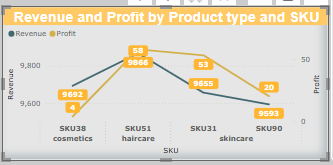 Revenue and Profit by Product type and SKU
Revenue Profit
Revenue
9,800
9,600
9692
4
58
9866
53
9655
20
9593
50
0
Profit
SKU38 SKU51 SKU31 SKU90
cosmetics haircare skincare
SKU